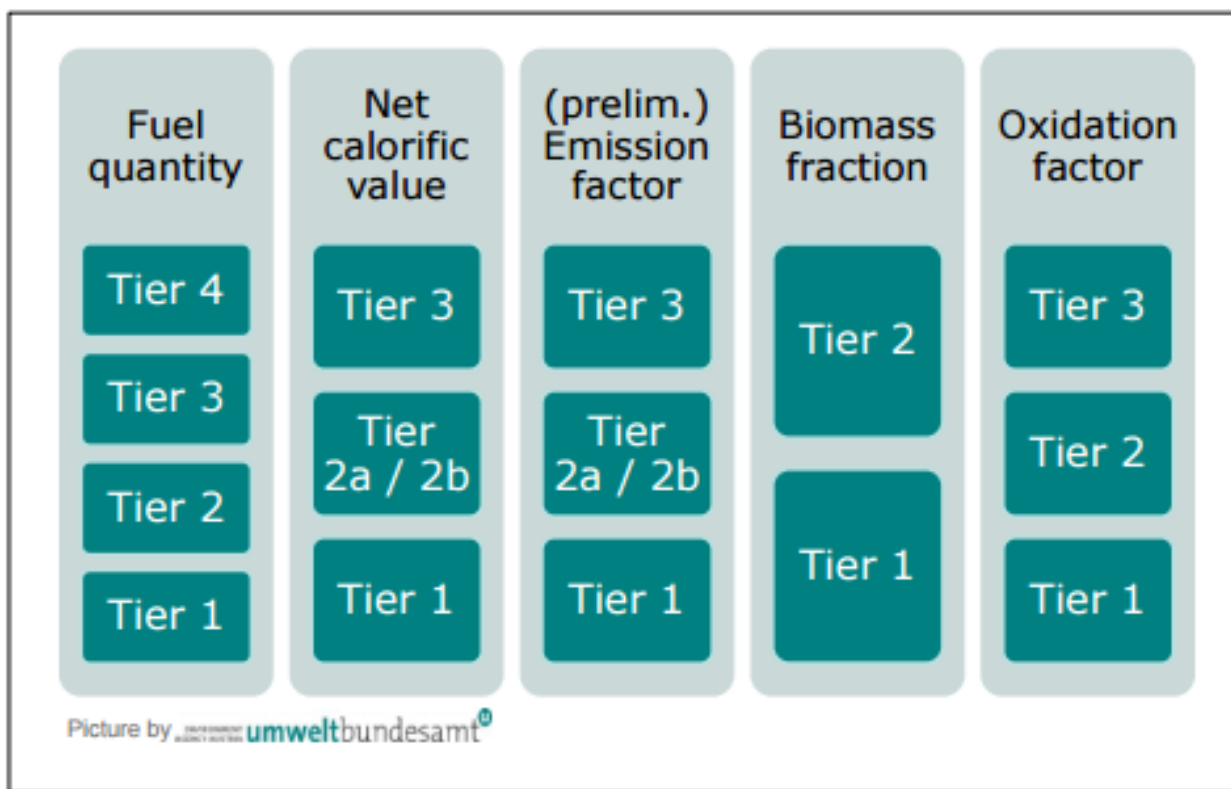 Fuel
quantity
Tier 4
Tier 3
Tier 2
Tier 1
Net
calorific
value
Tier 3
Tier
2a / 2b
Tier 1
(prelim.)
Emission
factor
Tier 3
Tier
2a / 2b
Tier 1
Biomass
fraction
Tier 2
Tier 1
Oxidation
factor
Tier 3
Tier 2
Tier 1
Picture by umweltbundesamt